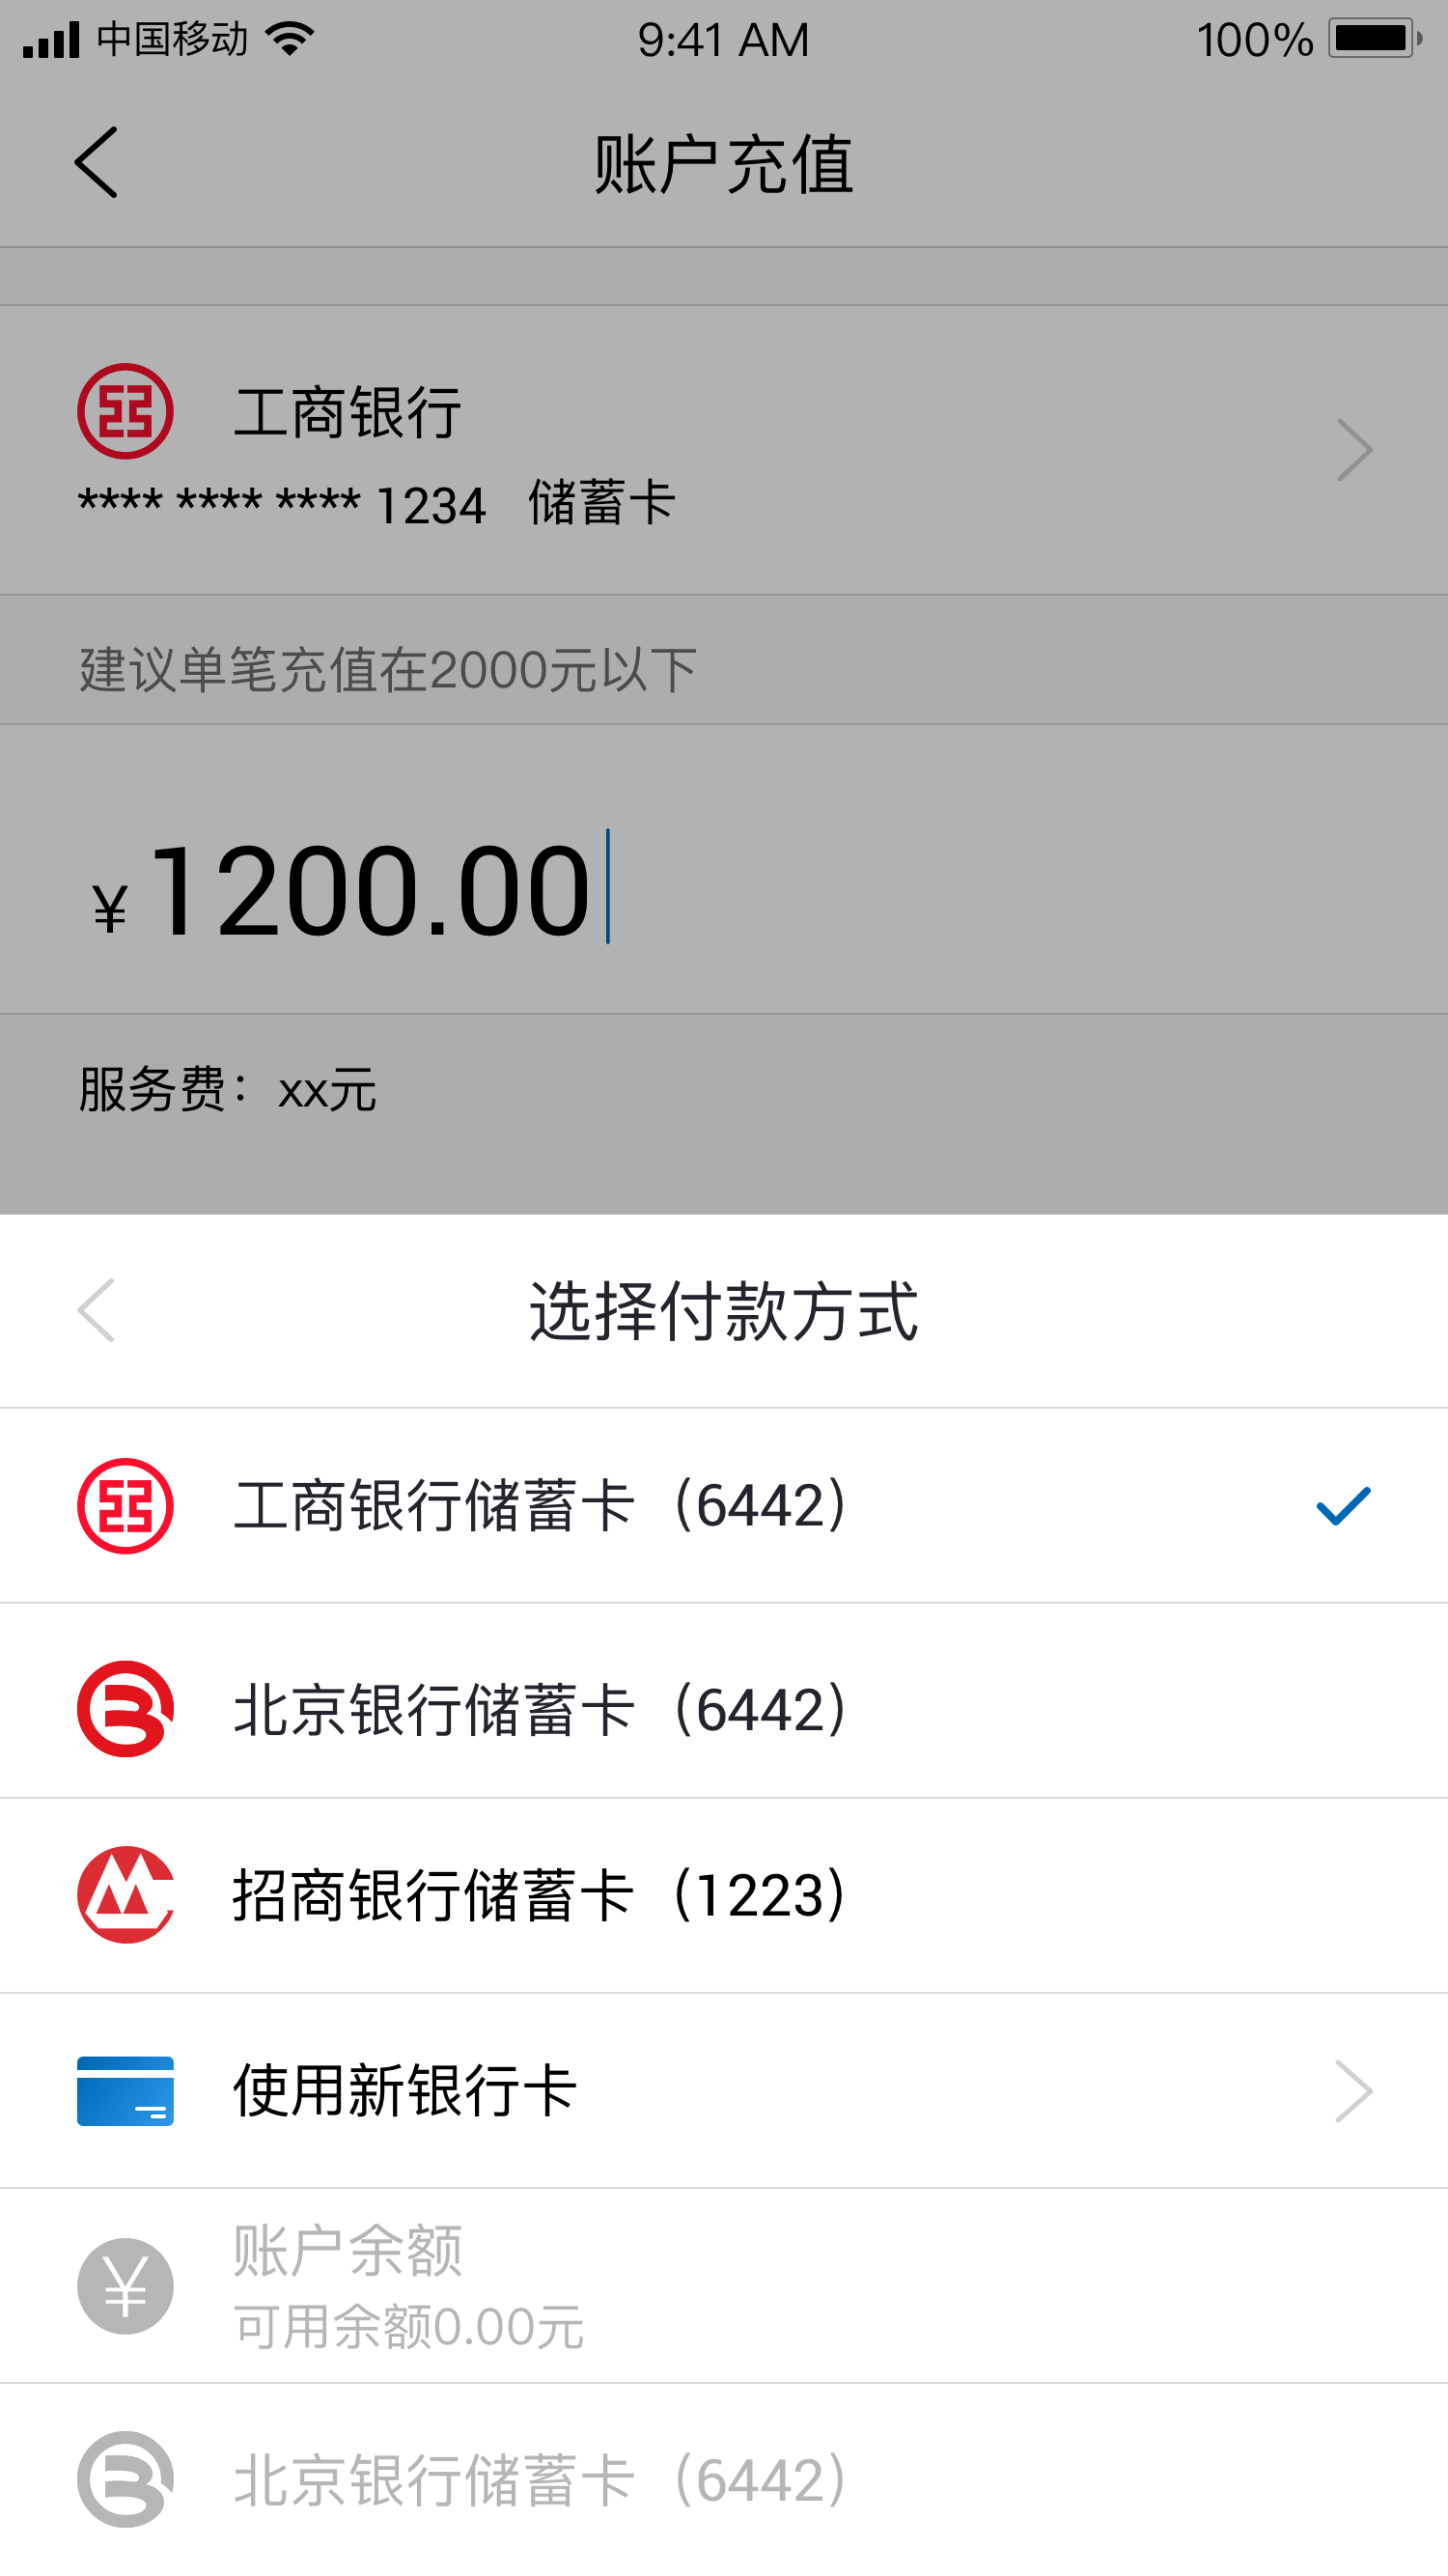 中国移动 9:41 AM 100%
账户充值
工商银行
**** **** **** 1234 储蓄卡
建议单笔充值在2000元以下
¥ 1200.00
服务费：xx元
选择付款方式
工商银行储蓄卡（6442）
北京银行储蓄卡（6442）
招商银行储蓄卡（1223）
使用新银行卡
账户余额
可用余额0.00元
北京银行储蓄卡（6442）